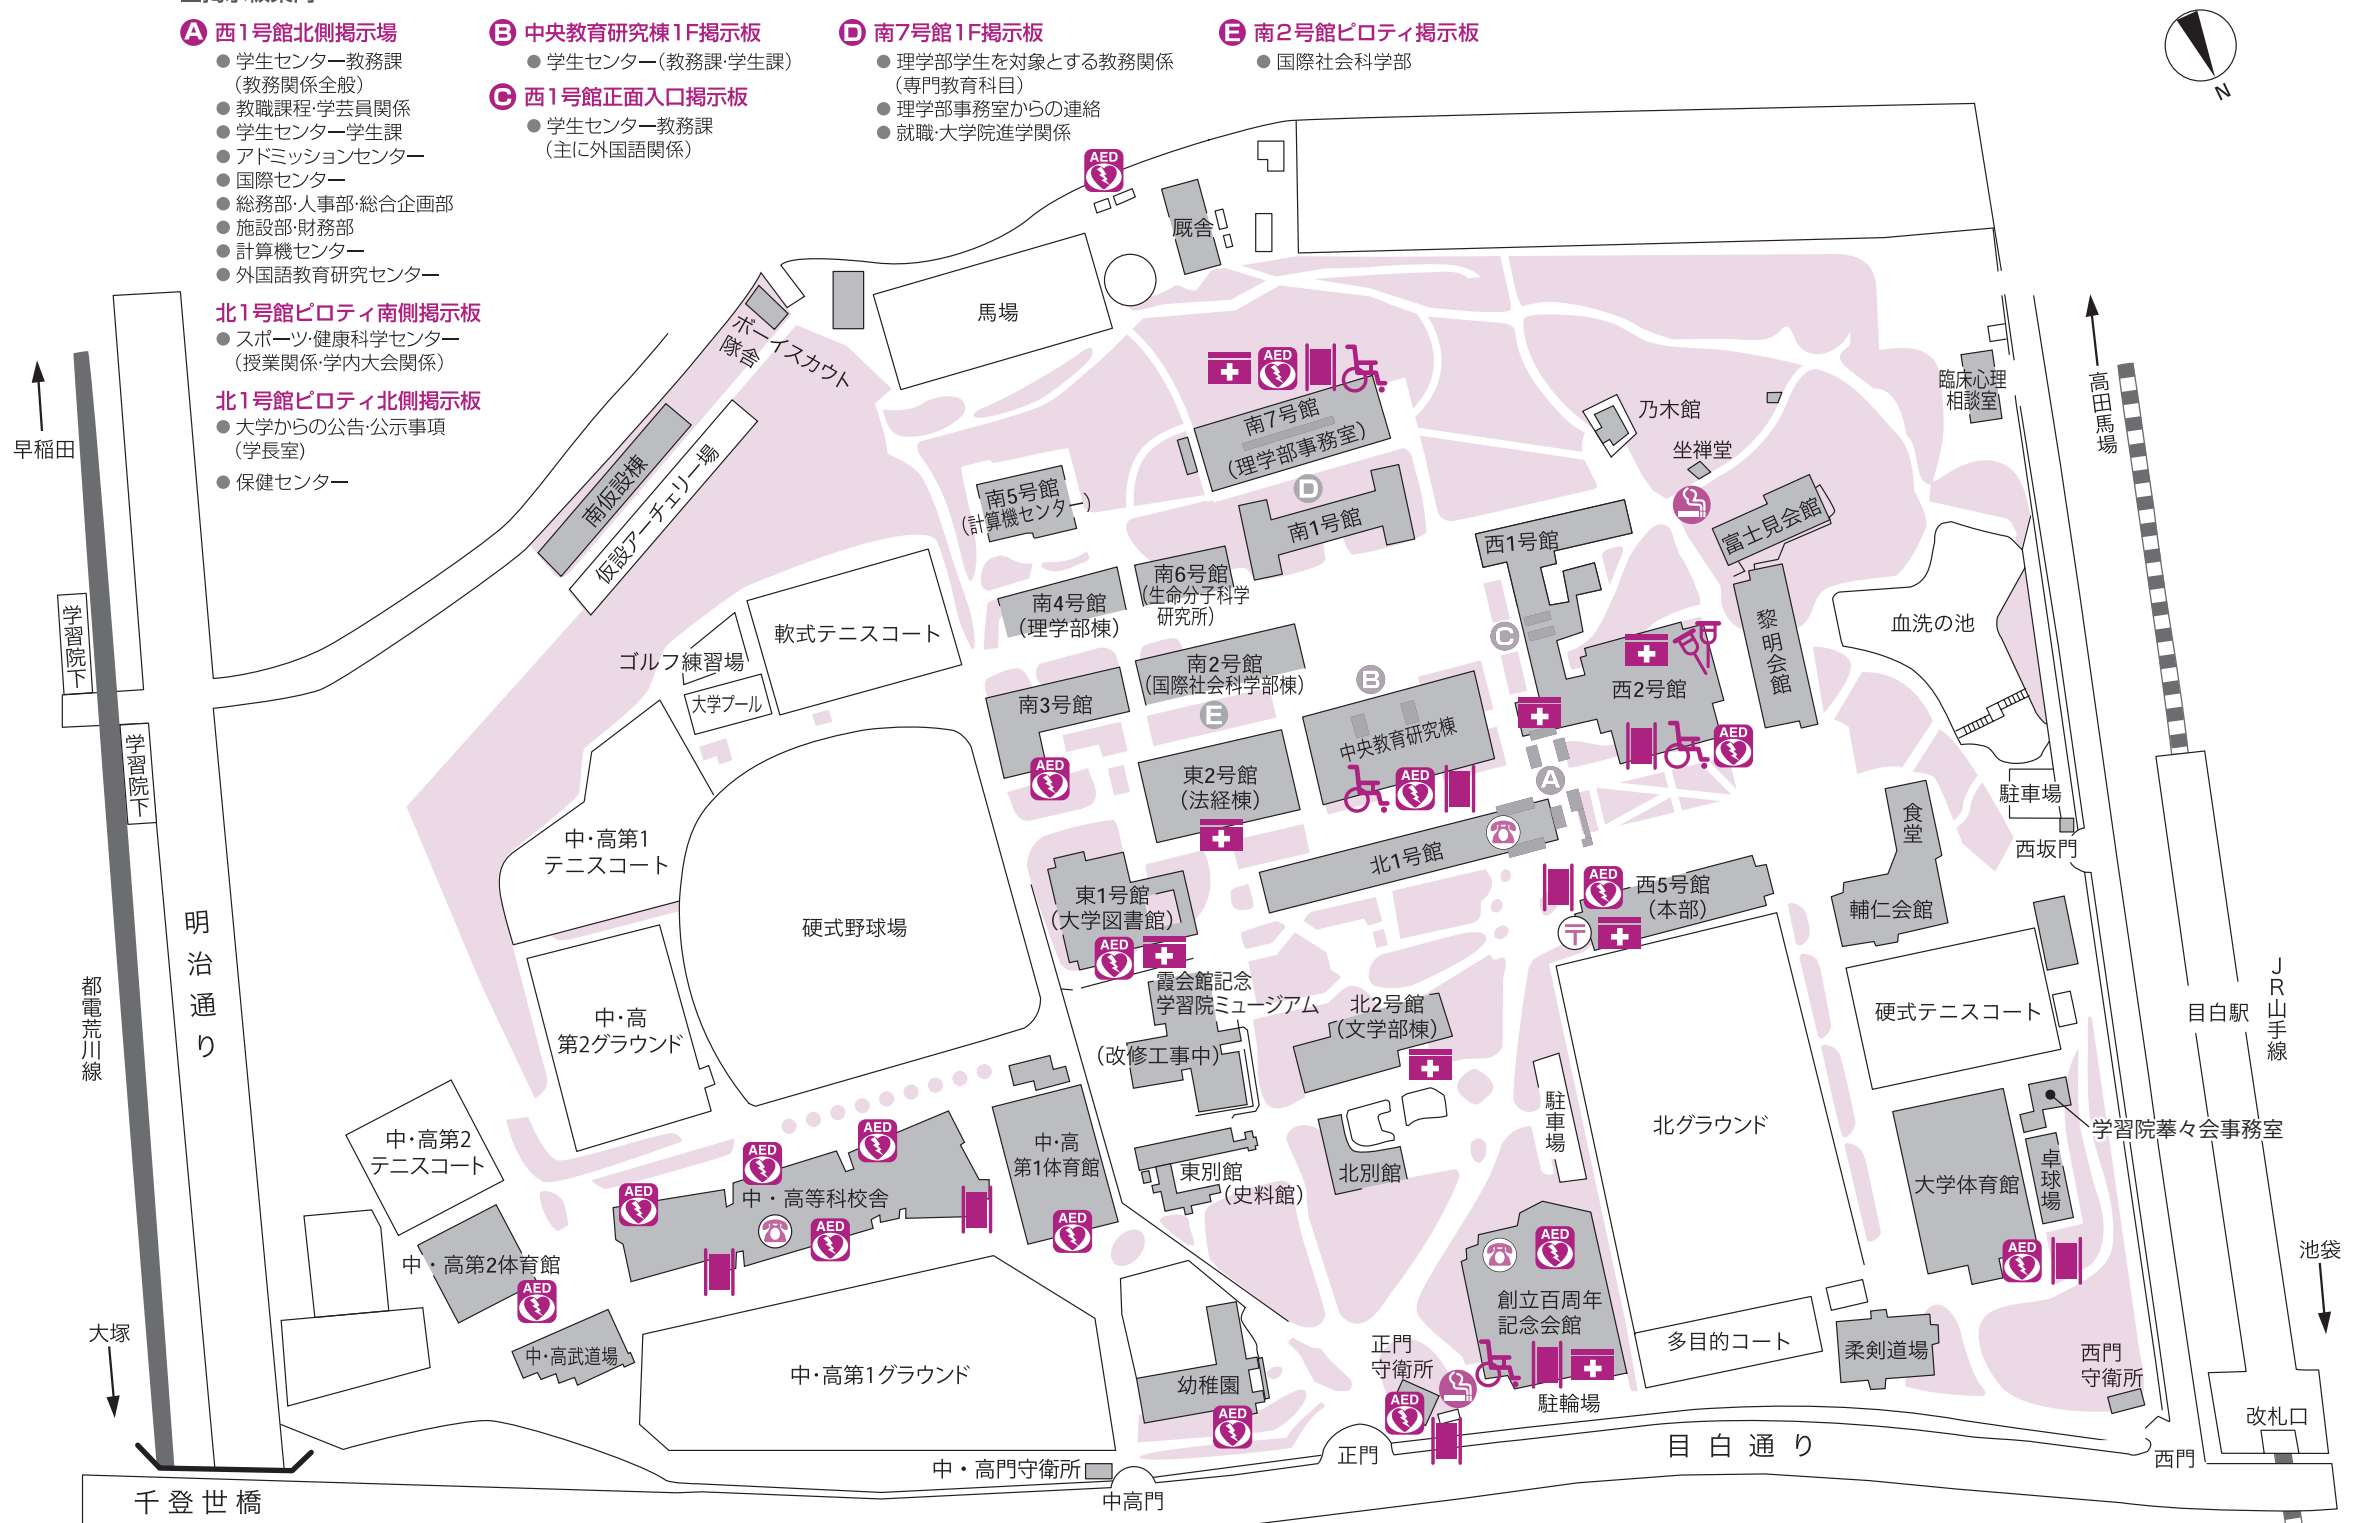 A 西1号館北側掲示場
● 学生センター教務課
(教務関係全般)
● 教職課程・学芸員関係
● 学生センター学生課
● アドミッションセンター
● 国際センター
● 総務部・人事部・総合企画部
● 施設部・財務部
● 計算機センター
● 外国語教育研究センター
北1号館ピロティ南側掲示板
● スポーツ・健康科学センター
(授業関係・学内大会関係)
北1号館ピロティ北側掲示板
● 大学からの公告・公示事項
(学長室)
● 保健センター
B 中央教育研究棟1F掲示板
● 学生センター(教務課・学生課)
C 西1号館正面入口掲示板
● 学生センター教務課
(主に外国語関係)
D 南7号館1F掲示板
● 理学部学生を対象とする教務関係
(専門教育科目)
● 理学部事務室からの連絡
● 就職・大学院進学関係
E 南2号館ピロティ掲示板
● 国際社会科学部
N
AED
厩舎
馬場
ボーイスカウト
隊舎
南仮設棟
仮設アーチェリー場
早稲田
学習院下
学習院下
明治通り
都電荒川線
大塚
千登世橋
AED
南7号館
(理学部事務室)
D
南5号館
(計算機センター)
南1号館
南6号館
(生命分子科学
研究所)
南4号館
(理学部棟)
南2号館
(国際社会科学部棟)
E
南3号館
AED
軟式テニスコート
ゴルフ練習場
大学プール
乃木館
坐禅堂
富士見会館
臨床心理
相談室
高田馬場
西1号館
C
西2号館
AED
黎明会館
血洗の池
駐車場
西坂門
B
中央教育研究棟
AED
A
東2号館
(法経棟)
北1号館
東1号館
(大学図書館)
AED
AED
西5号館
(本部)
〒
食堂
輔仁会館
中・高第1
テニスコート
硬式野球場
中・高
第2グラウンド
霞会館記念
学習院ミュージアム
(改修工事中)
北2号館
(文学部棟)
硬式テニスコート
目白駅
JR山手線
中・高第2
テニスコート
AED
AED
AED
AED
中・高等科校舎
中・高
第1体育館
AED
東別館
(史料館)
北別館
駐車場
北グラウンド
学習院蓁々会事務室
卓球場
大学体育館
AED
中・高第2体育館
AED
中・高武道場
中・高第1グラウンド
幼稚園
AED
AED
創立百周年
記念会館
駐輪場
正門
守衛所
AED
多目的コート
柔剣道場
西門
守衛所
池袋
改札口
中・高門守衛所
中高門
正門
目白通り
西門